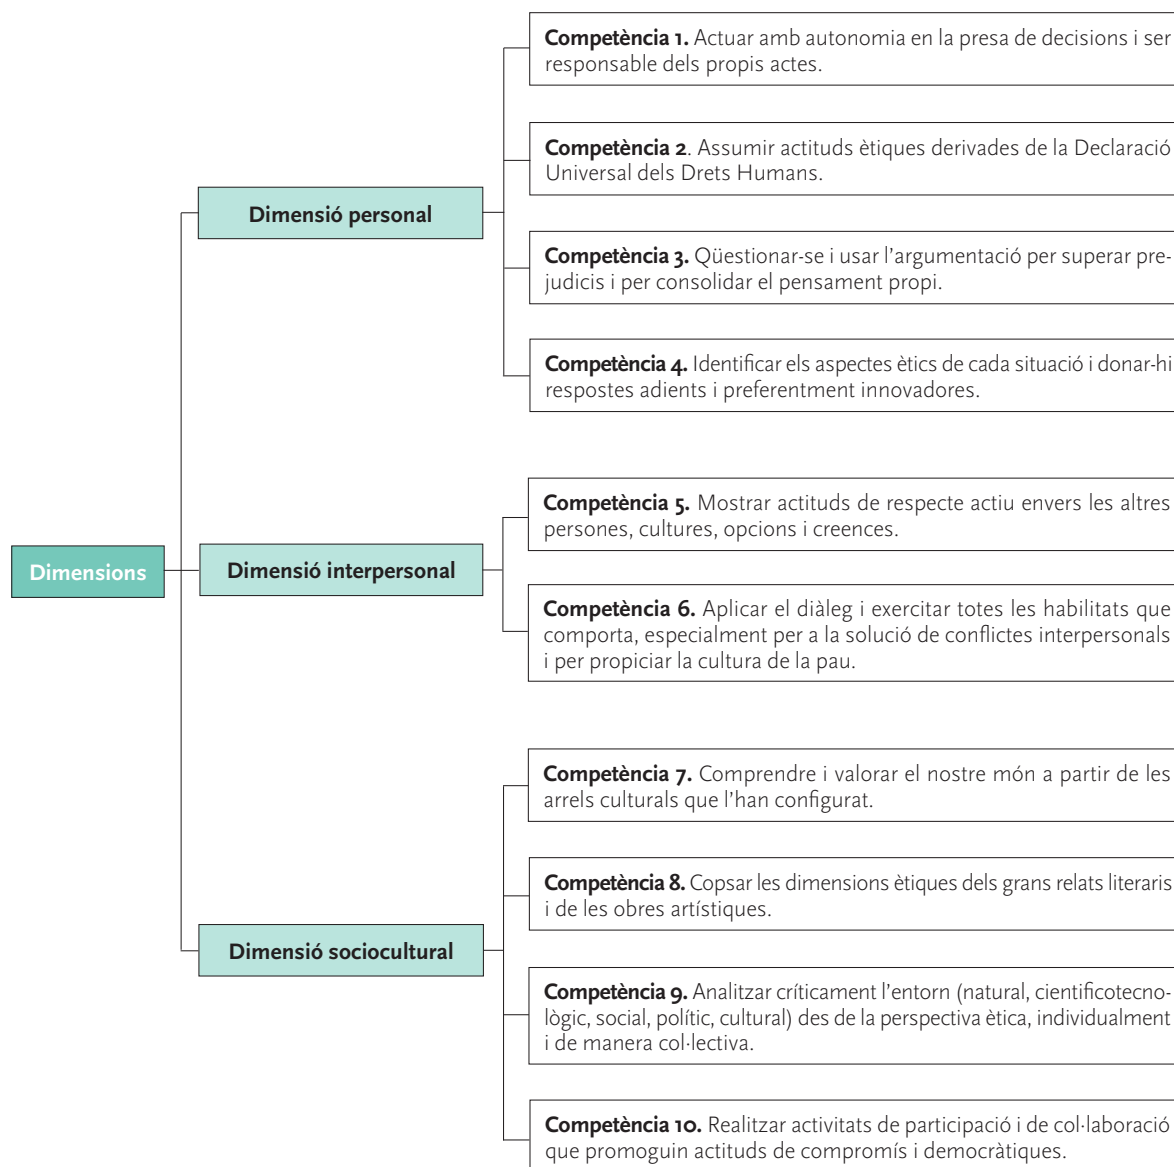 Competència 1. Actuar amb autonomia en la presa de decisions i ser
responsable dels propis actes.
Competència 2. Assumir actituds ètiques derivades de la Declaració
Universal dels Drets Humans.
Dimensió personal
Competència 3. Qüestionar-se i usar l’argumentació per superar pre-
judicis i per consolidar el pensament propi.
Competència 4. Identificar els aspectes ètics de cada situació i donar-hi
respostes adients i preferentment innovadores.
Competència 5. Mostrar actituds de respecte actiu envers les altres
persones, cultures, opcions i creences.
Dimensions
Dimensió interpersonal
Competència 6. Aplicar el diàleg i exercitar totes les habilitats que
comporta, especialment per a la solució de conflictes interpersonals
i per propiciar la cultura de la pau.
Competència 7. Comprendre i valorar el nostre món a partir de les
arrels culturals que l’han configurat.
Competència 8. Copsar les dimensions ètiques dels grans relats literaris
i de les obres artístiques.
Dimensió sociocultural
Competència 9. Analitzar críticament l’entorn (natural, cientificotecno-
lògic, social, polític, cultural) des de la perspectiva ètica, individualment
i de manera col·lectiva.
Competència 10. Realitzar activitats de participació i de col·laboració
que promoguin actituds de compromís i democràtiques.